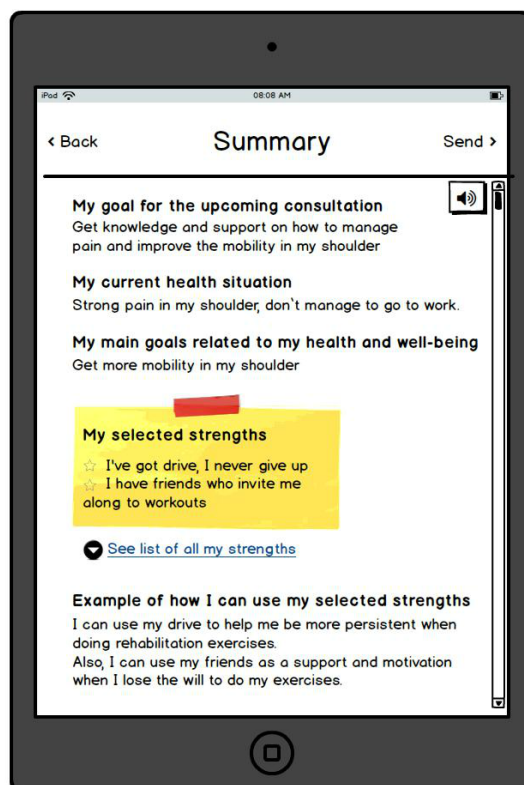 iPod 08:08 AM
< Back Summary Send >
My goal for the upcoming consultation
Get knowledge and support on how to manage
pain and improve the mobility in my shoulder
My current health situation
Strong pain in my shoulder, don`t manage to go to work.
My main goals related to my health and well-being
Get more mobility in my shoulder
My selected strengths
☆ I've got drive, I never give up
☆ I have friends who invite me
along to workouts
See list of all my strengths
Example of how I can use my selected strengths
I can use my drive to help me be more persistent when
doing rehabilitation exercises.
Also, I can use my friends as a support and motivation
when I lose the will to do my exercises.